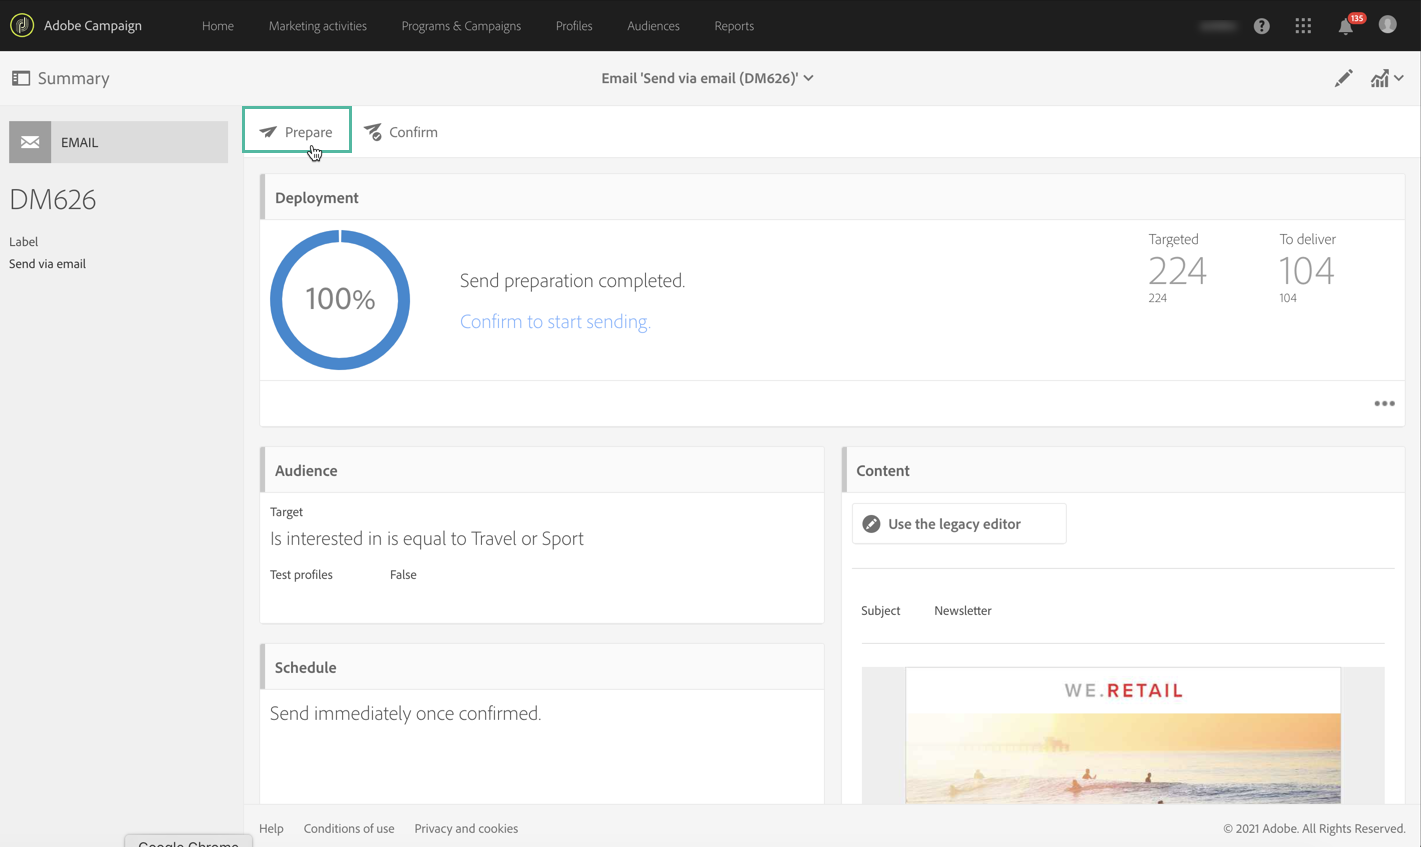 Adobe Campaign Home Marketing activities Programs & Campaigns Profiles Audiences Reports 135
Summary Email 'Send via email (DM626)'
EMAIL
Prepare Confirm
DM626
Label
Send via email
Deployment
100%
Send preparation completed.
Confirm to start sending.
Targeted To deliver
224 104
224 104
Audience
Target
Is interested in is equal to Travel or Sport
Test profiles False
Schedule
Send immediately once confirmed.
Content
Use the legacy editor
Subject Newsletter
WE.RETAIL
Help Conditions of use Privacy and cookies © 2021 Adobe. All Rights Reserved.
Google Chrome